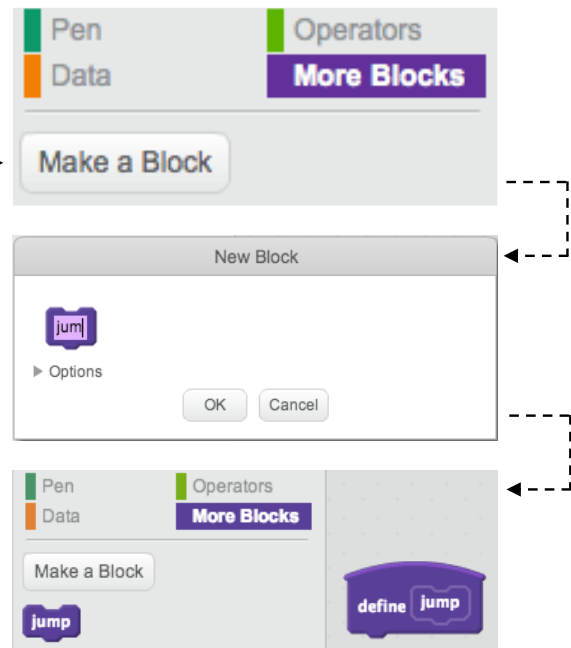 Pen Operators
Data More Blocks
Make a Block
New Block
jum
Options
OK Cancel
Pen Operators
Data More Blocks
Make a Block
jump
define jump